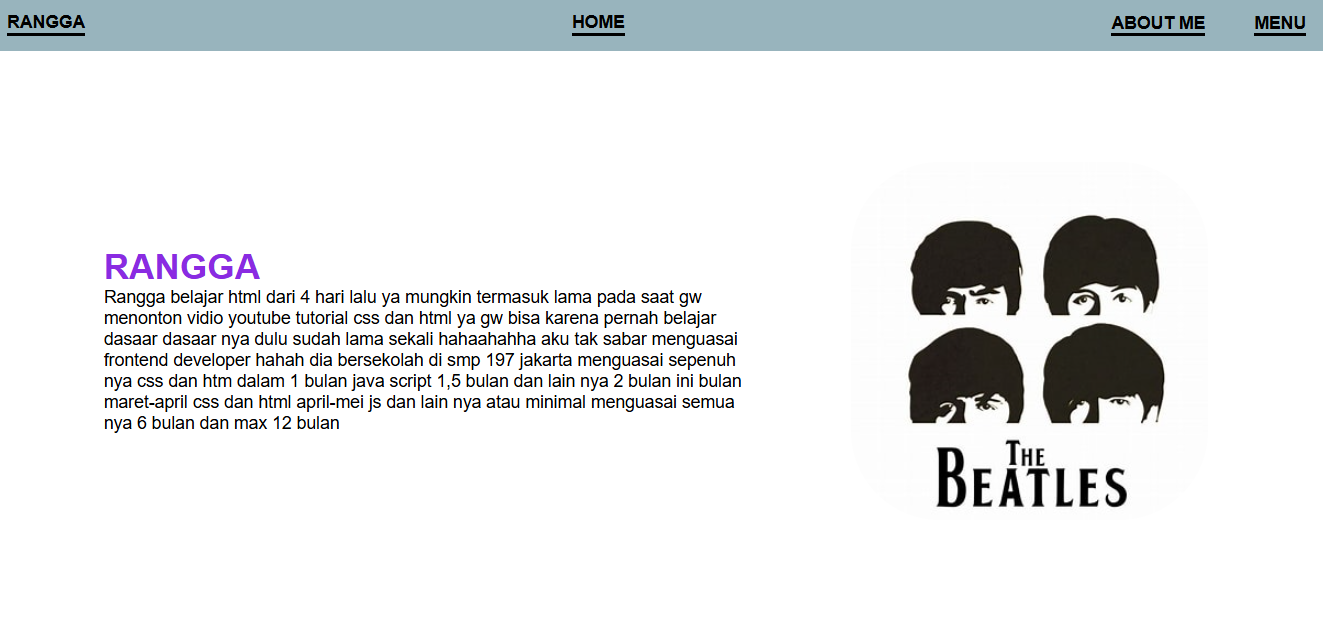 RANGGA
HOME
ABOUT ME
MENU
RANGGA
Rangga belajar html dari 4 hari lalu ya mungkin termasuk lama pada saat gw
menonton vidio youtube tutorial css dan html ya gw bisa karena pernah belajar
dasaar dasaar nya dulu sudah lama sekali hahaahahha aku tak sabar menguasai
frontend developer hahah dia bersekolah di smp 197 jakarta menguasai sepenuh
nya css dan htm dalam 1 bulan java script 1,5 bulan dan lain nya 2 bulan ini bulan
maret-april css dan html april-mei js dan lain nya atau minimal menguasai semua
nya 6 bulan dan max 12 bulan
THE
BEATLES